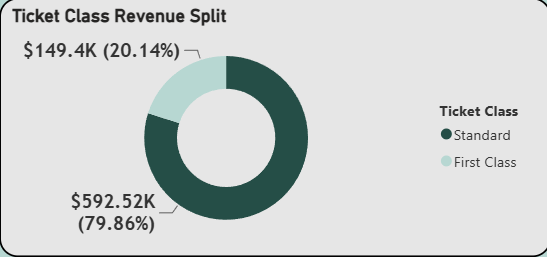 Ticket Class Revenue Split
$149.4K (20.14%)
Ticket Class
Standard
First Class
$592.52K
(79.86%)